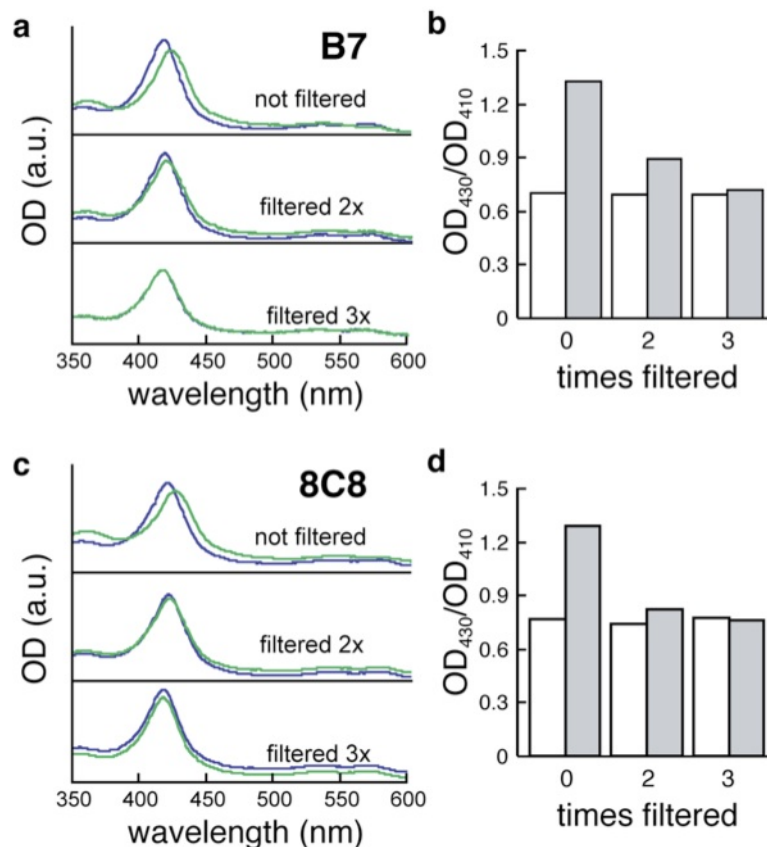 a
B7
not filtered
filtered 2x
filtered 3x
OD (a.u.)
350 400 450 500 550 600
wavelength (nm)
b
1.5
1.2
0.9
0.6
0.3
0
OD430/OD410
0 2 3
times filtered
c
8C8
not filtered
filtered 2x
filtered 3x
OD (a.u.)
350 400 450 500 550 600
wavelength (nm)
d
1.5
1.2
0.9
0.6
0.3
0
OD430/OD410
0 2 3
times filtered